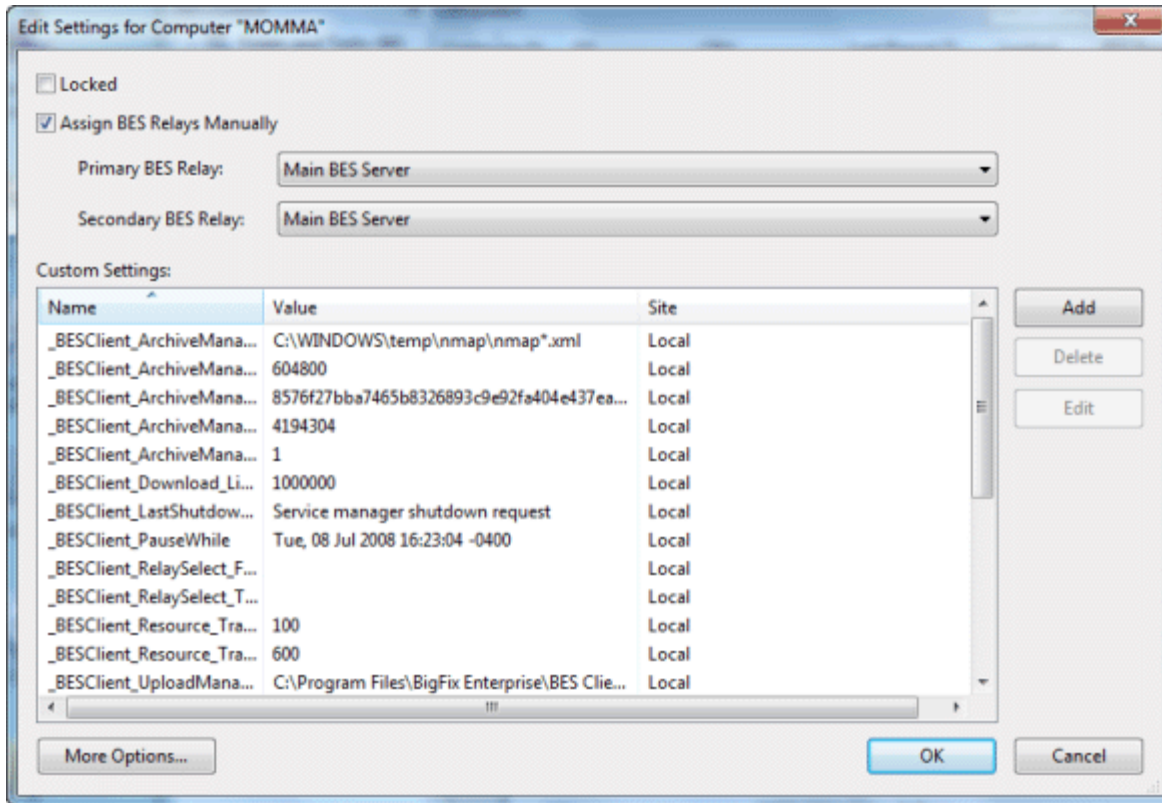 Edit Settings for Computer "MOMMA"
Locked
Assign BES Relays Manually
Primary BES Relay: Main BES Server
Secondary BES Relay: Main BES Server
Custom Settings:
Name Value Site
_BESClient_ArchiveMana... C:\WINDOWS\temp\nmap\nmap*.xml Local
_BESClient_ArchiveMana... 604800 Local
_BESClient_ArchiveMana... 8576f27bba7465b8326893c9e92fa404e437ea... Local
_BESClient_ArchiveMana... 4194304 Local
_BESClient_ArchiveMana... 1 Local
_BESClient_Download_Li... 1000000 Local
_BESClient_LastShutdow... Service manager shutdown request Local
_BESClient_PauseWhile Tue, 08 Jul 2008 16:23:04 -0400 Local
_BESClient_RelaySelect_F... Local
_BESClient_RelaySelect_T... Local
_BESClient_Resource_Tra... 100 Local
_BESClient_Resource_Tra... 600 Local
_BESClient_UploadMana... C:\Program Files\BigFix Enterprise\BES Clie... Local
Add
Delete
Edit
More Options... OK Cancel